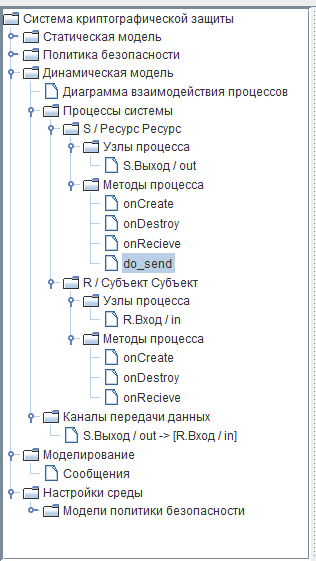 Система криптографической защиты
Статическая модель
Политика безопасности
Динамическая модель
Диаграмма взаимодействия процессов
Процессы системы
S / Ресурс Ресурс
Узлы процесса
S.Выход / out
Методы процесса
onCreate
onDestroy
onRecieve
do_send
R / Субъект Субъект
Узлы процесса
R.Вход / in
Методы процесса
onCreate
onDestroy
onRecieve
Каналы передачи данных
S.Выход / out -> [R.Вход / in]
Моделирование
Сообщения
Настройки среды
Модели политики безопасности